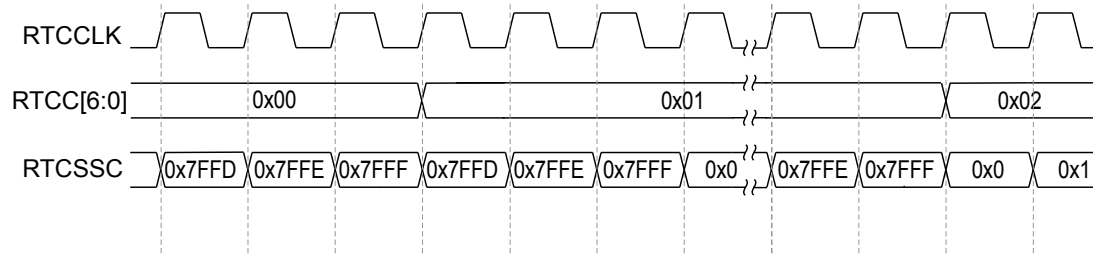 RTCCLK
RTCC[6:0] 0x00 0x01 0x02
RTCSSC 0x7FFD 0x7FFE 0x7FFF 0x7FFD 0x7FFE 0x7FFF 0x0 0x7FFE 0x7FFF 0x0 0x1